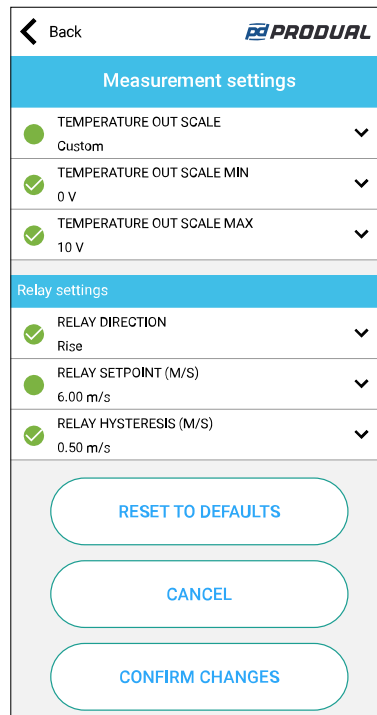 Back
pd PRODUAL
Measurement settings
TEMPERATURE OUT SCALE
Custom
TEMPERATURE OUT SCALE MIN
0 V
TEMPERATURE OUT SCALE MAX
10 V
Relay settings
RELAY DIRECTION
Rise
RELAY SETPOINT (M/S)
6.00 m/s
RELAY HYSTERESIS (M/S)
0.50 m/s
RESET TO DEFAULTS
CANCEL
CONFIRM CHANGES